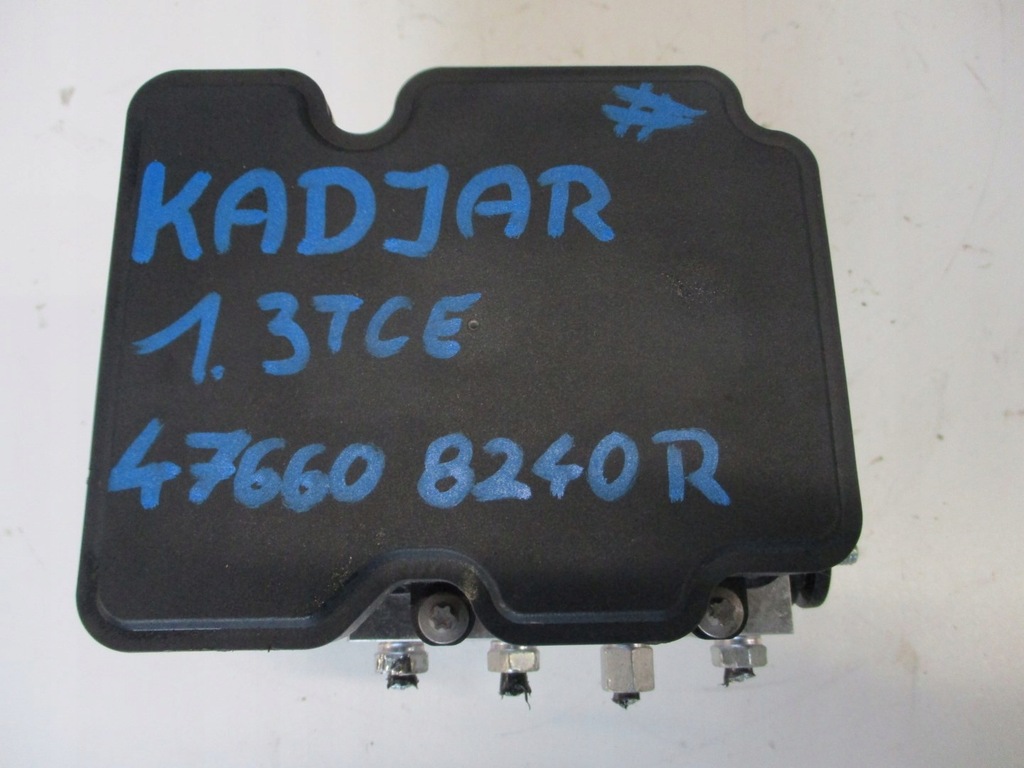 #
KADJAR
1.3TCE
47660 8240R